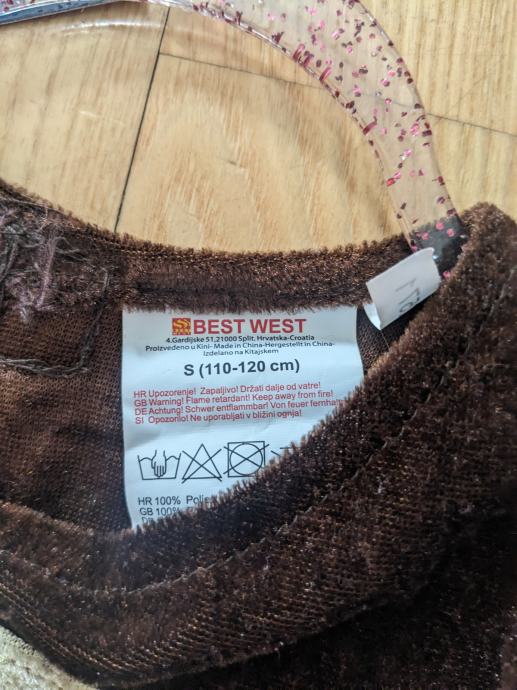 BEST WEST
4.Gardijske 51,21000 Split, Hrvatska-Croatia
Proizvedeno u Kini- Made in China-Hergestellt in China-
Izdelano na Kitajskem
S (110-120 cm)
HR Upozorenje! Zapaljivo! Držati dalje od vatre!
GB Warning! Flame retardant! Keep away from fire!
DE Achtung! Schwer entflammbar! Von feuer fernha
SI Opozorilo! Ne uporabljati v bližini ognja!
HR 100% Polie
GB 100%